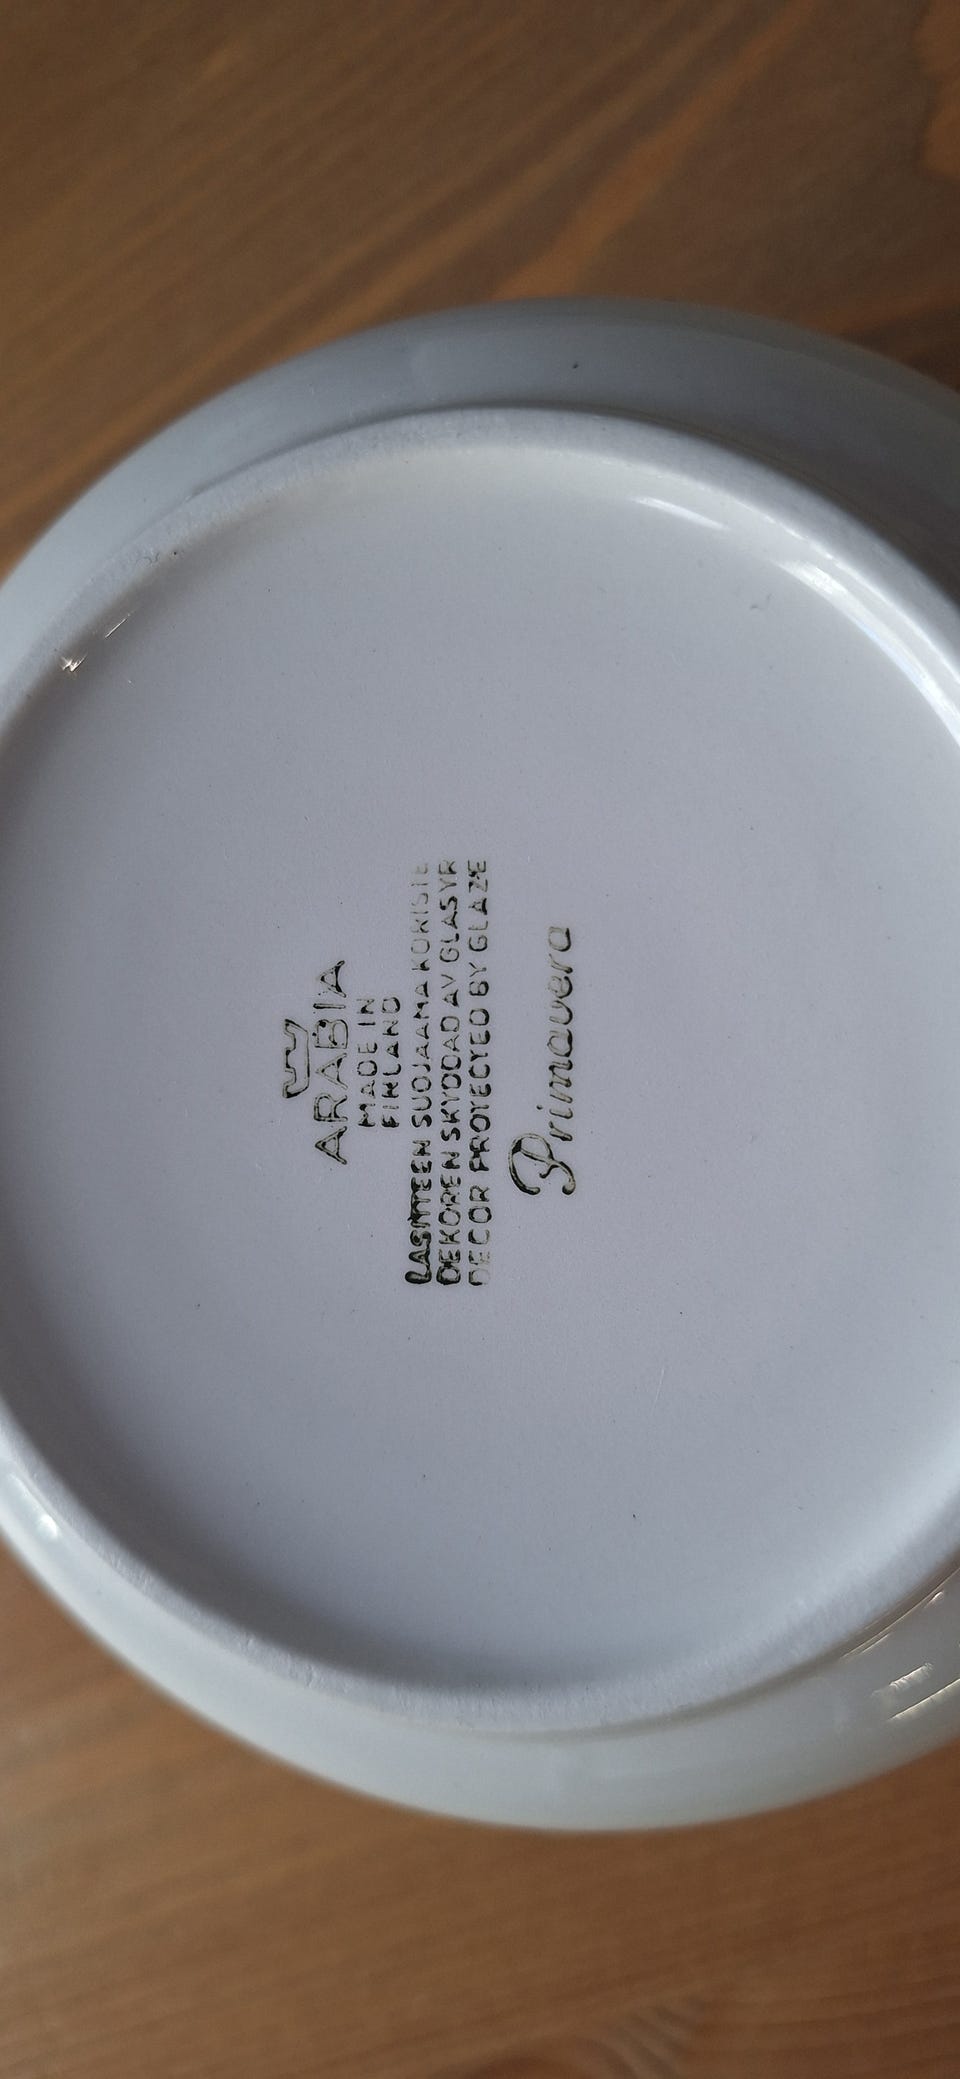 ARABIA
MADE IN
FINLAND
LASITTEEN SUOJAAMA KORISTE
DEKOREN SKYDDAD AV GLASYR
DECOR PROTECTED BY GLAZE
Primavera